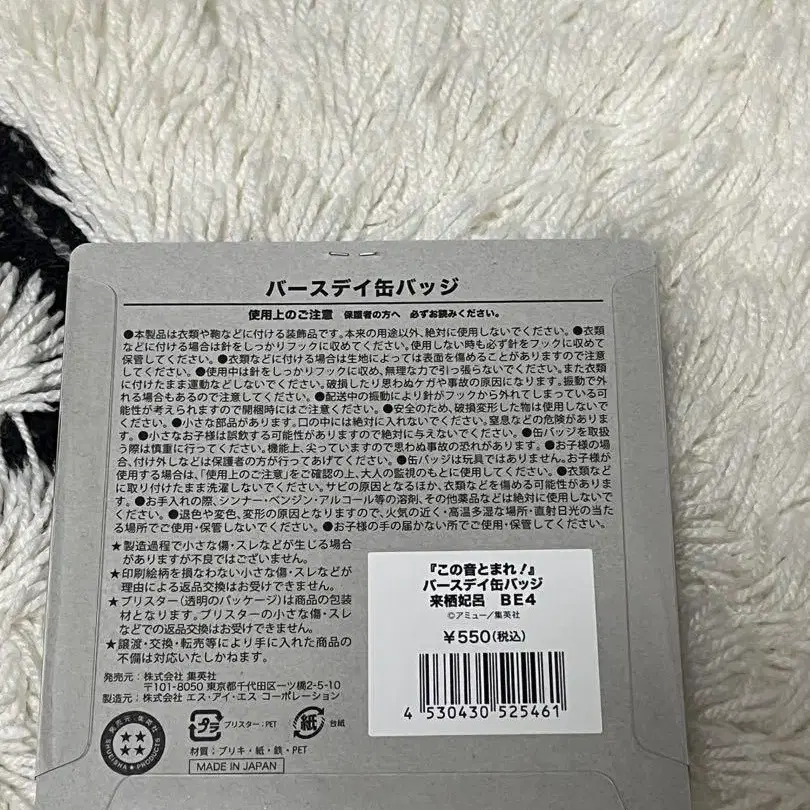 バースデイ缶バッジ
使用上のご注意 保護者の方へ 必ずお読みください。
●本製品は衣類や鞄などに付ける装飾品です。本来の用途以外、絶対に使用しないでください。●衣類
などに付ける場合は針をしっかりフックに収めてください。使用しない時も必ず針をフックに収めて
保管してください。●衣類などに付ける場合は生地によっては表面を傷めることがありますので注意
してください。●使用中は針をしっかりフックに収め、無理な力で引っ張らないでください。また衣類
に付けたまま運動などしないでください。破損したり思わぬケガや事故の原因になります。振動で外
れる場合もあるので注意してください。●配送中の振動により針がフックから外れてしまっている可
能性が考えられますので開梱時にはご注意ください。●安全のため、破損変形した物は使用しないで
ください。●小さな部品があります。口の中には絶対に入れないでください。窒息などの危険がありま
す。●小さなお子様は誤飲する可能性がありますので絶対に与えないでください。●缶バッジを取扱
う際は慎重に行ってください。機能上、尖っていますので思わぬ事故の恐れがあります。●お子様の場
合、付け外しなどは保護者の方が行ってあげてください。●缶バッジは玩具ではありません。お子様が
使用する場合は、「使用上のご注意」をご確認の上、大人の監視のもとに使用してください。●衣類など
に取り付けたまま洗濯しないでください。サビの原因となるほか、衣類などを傷める可能性がありま
す。●お手入れの際、シンナー・ベンジン・アルコール等の溶剤、その他薬品などは絶対に使用しないで
ください。●退色や変色、変形の原因となりますので、火気の近く・高温多湿な場所・直射日光の当た
る場所でご使用・保管しないでください。●お子様の手の届かない所でご使用・保管してください。
★製造過程で小さな傷・スレなどが生じる場合
がありますが不良ではございません。
★印刷絵柄を損なわない小さな傷・スレなどが
理由による返品交換はお受けできません。
★ブリスター(透明のパッケージ)は商品の包装
材となります。ブリスターの小さな傷・スレ
などでの返品交換はお受けできません。
★譲渡・交換・転売等により手に入れた商品の
不備は対応いたしかねます。
発売元:株式会社 集英社
〒101-8050 東京都千代田区一ツ橋2-5-10
製造元:株式会社 エス・アイ・エス コーポレーション
発売元・集英社
SHUEISHA PRODUCTS
プラ
ブリスター:PET
紙
台紙
材質:ブリキ・紙・鉄・PET
MADE IN JAPAN
『この音とまれ!』
バースデイ缶バッジ
来栖妃呂 BE4
©アミュー/集英社
¥550(税込)
4 530430 525461